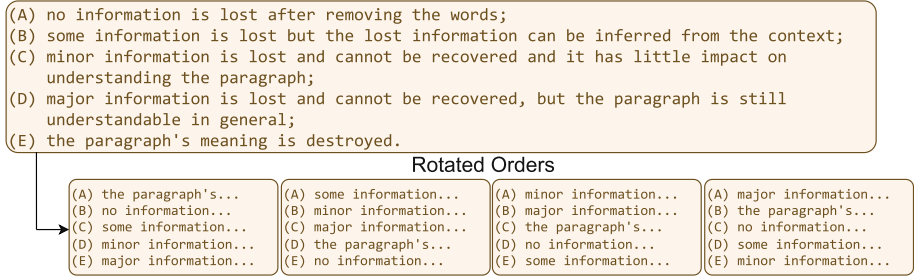 (A) no information is lost after removing the words;
(B) some information is lost but the lost information can be inferred from the context;
(C) minor information is lost and cannot be recovered and it has little impact on
understanding the paragraph;
(D) major information is lost and cannot be recovered, but the paragraph is still
understandable in general;
(E) the paragraph's meaning is destroyed.
Rotated Orders
(A) the paragraph's...
(B) no information...
(C) some information...
(D) minor information...
(E) major information...
(A) some information...
(B) minor information...
(C) major information...
(D) the paragraph's...
(E) no information...
(A) minor information...
(B) major information...
(C) the paragraph's...
(D) no information...
(E) some information...
(A) major information...
(B) the paragraph's...
(C) no information...
(D) some information...
(E) minor information...